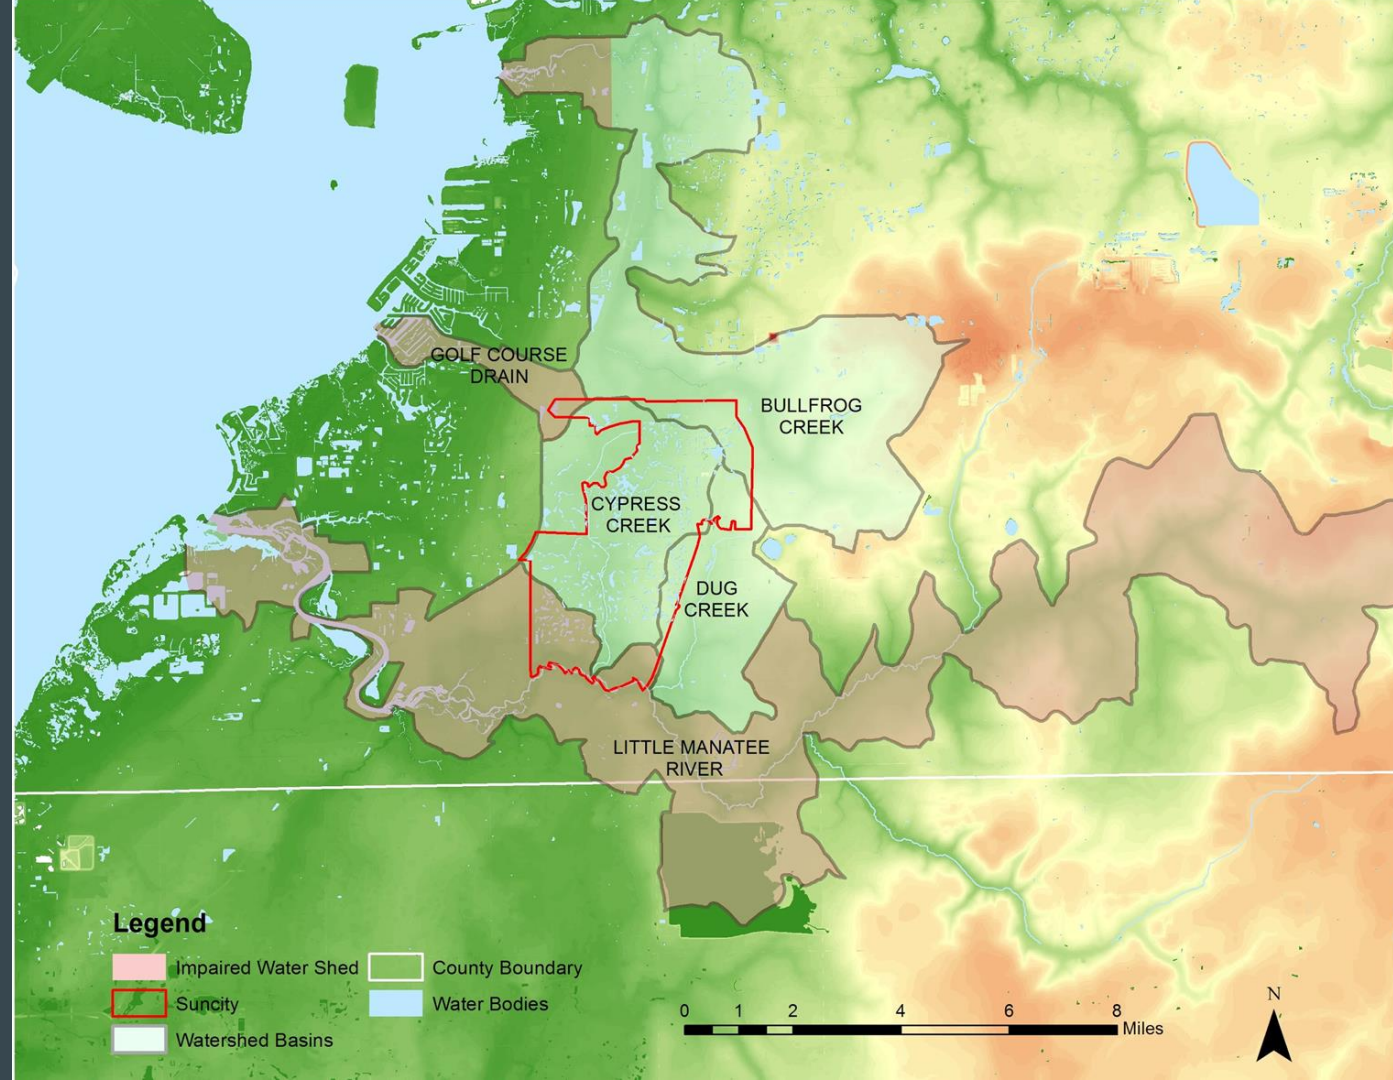 GOLF COURSE
DRAIN
BULLFROG
CREEK
CYPRESS
CREEK
DUG
CREEK
LITTLE MANATEE
RIVER
Legend
Impaired Water Shed
County Boundary
Suncity
Water Bodies
Watershed Basins
0 1 2 4 6 8
Miles
N